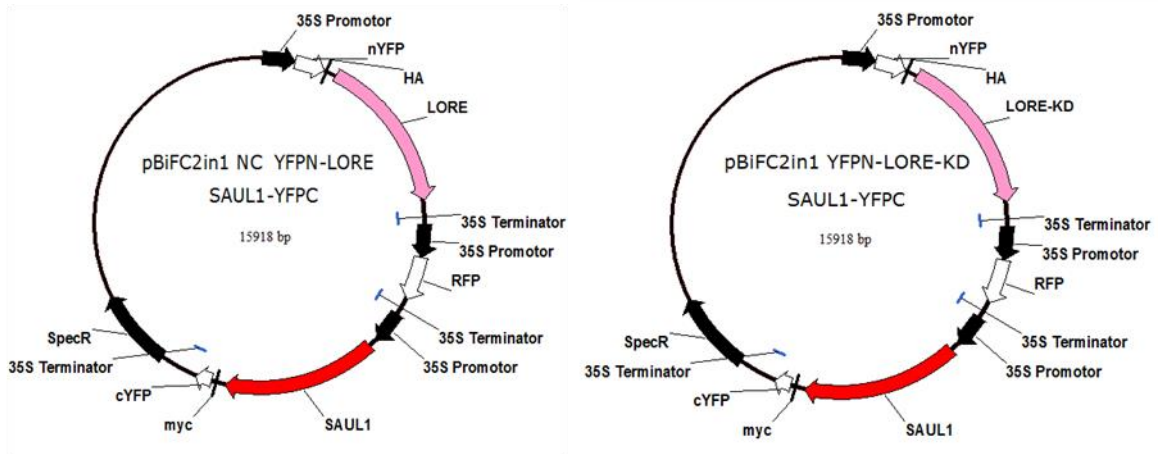 35S Promotor
nYFP
HA
LORE
pBiFC2in1 NC YFPN-LORE
SAUL1-YFPC
15918 bp
35S Terminator
35S Promotor
RFP
35S Terminator
35S Promotor
SpecR
35S Terminator
cYFP
myc
SAUL1
35S Promotor
nYFP
HA
LORE-KD
pBiFC2in1 YFPN-LORE-KD
SAUL1-YFPC
15918 bp
35S Terminator
35S Promotor
RFP
35S Terminator
35S Promotor
SpecR
35S Terminator
cYFP
myc
SAUL1